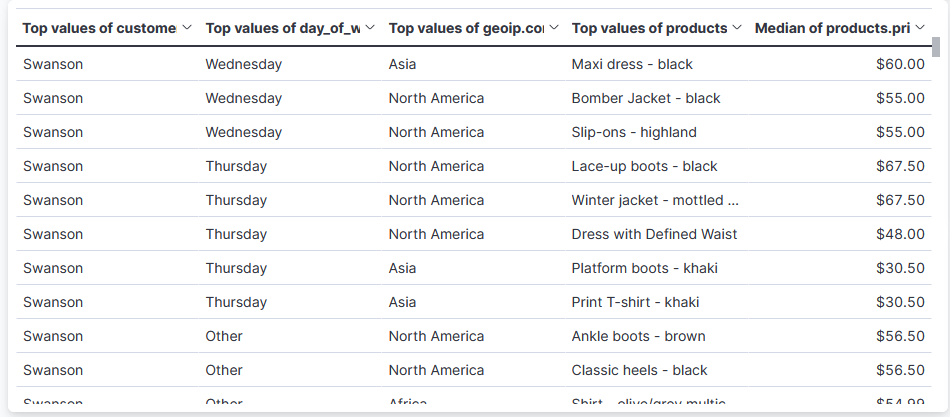 Top values of custome Top values of day_of_w Top values of geoip.co Top values of products Median of products.pri
Swanson Wednesday Asia Maxi dress - black $60.00
Swanson Wednesday North America Bomber Jacket - black $55.00
Swanson Wednesday North America Slip-ons - highland $55.00
Swanson Thursday North America Lace-up boots - black $67.50
Swanson Thursday North America Winter jacket - mottled ... $67.50
Swanson Thursday North America Dress with Defined Waist $48.00
Swanson Thursday Asia Platform boots - khaki $30.50
Swanson Thursday Asia Print T-shirt - khaki $30.50
Swanson Other North America Ankle boots - brown $56.50
Swanson Other North America Classic heels - black $56.50
Swanson Other Africa Shirt - olive/grey multic $54.99